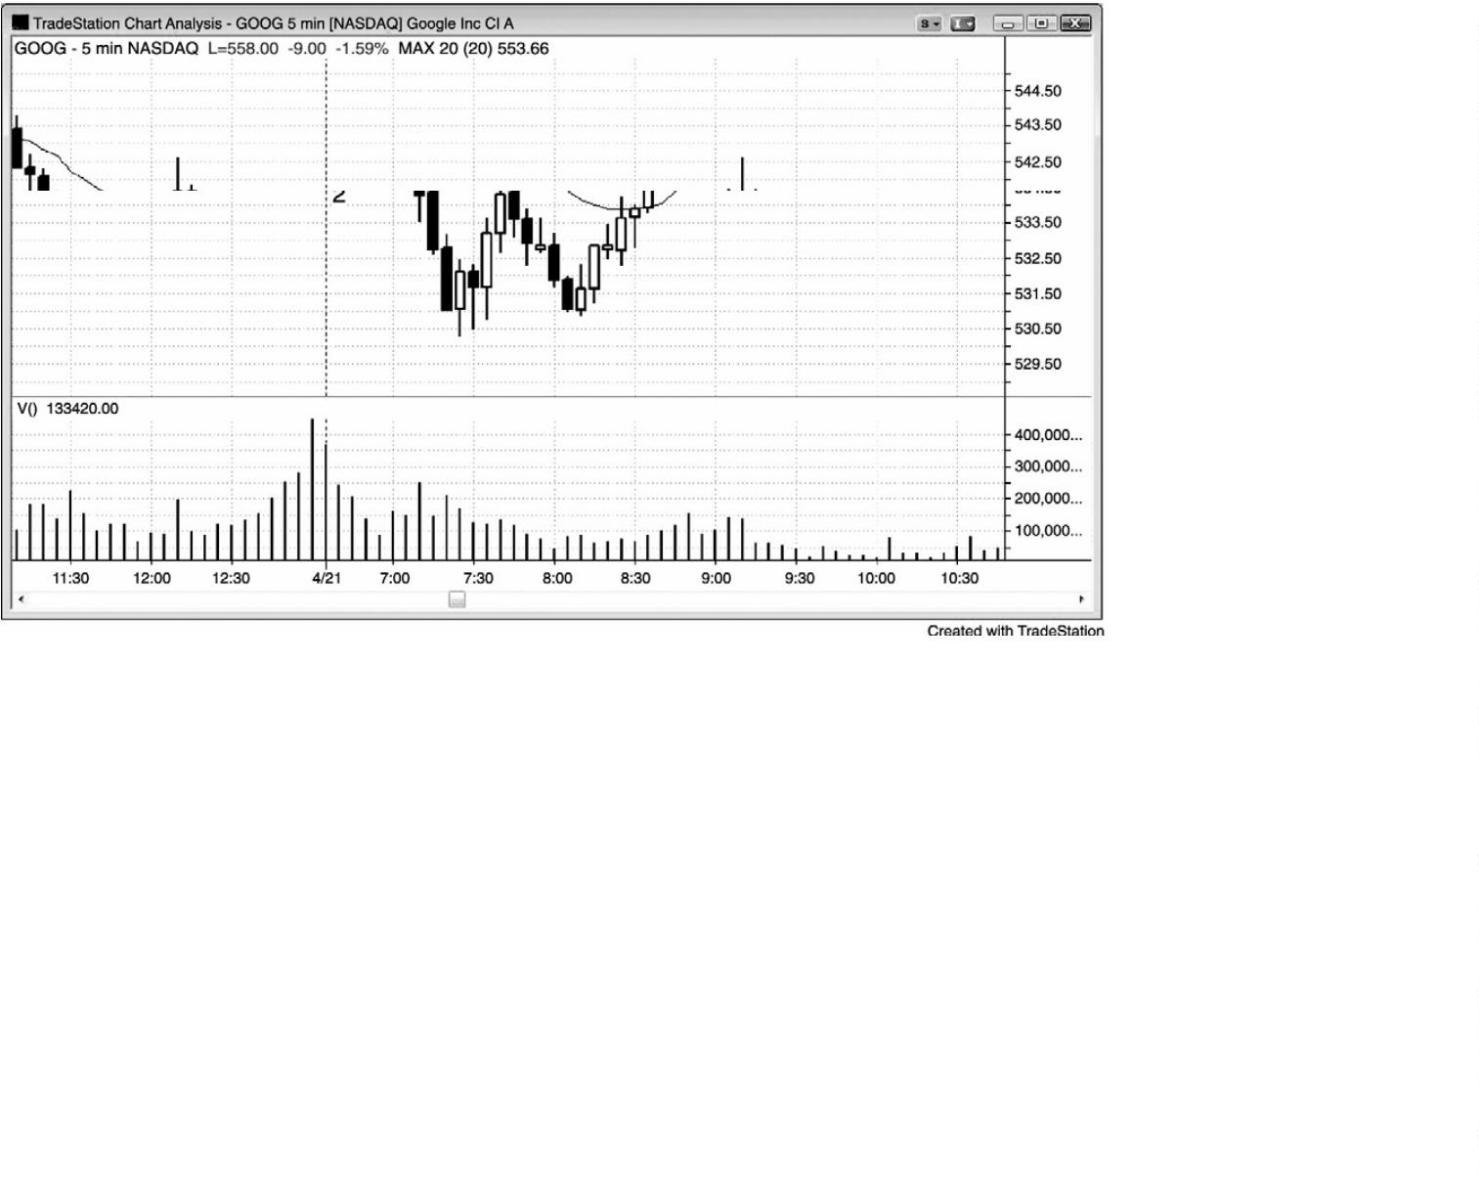 TradeStation Chart Analysis - GOOG 5 min [NASDAQ] Google Inc Cl A
S
I
GOOG - 5 min NASDAQ L=558.00 -9.00 -1.59% MAX 20 (20) 553.66
544.50
543.50
542.50
2
533.50
532.50
531.50
530.50
529.50
V() 133420.00
400,000...
300,000...
200,000...
100,000...
11:30 12:00 12:30 4/21 7:00 7:30 8:00 8:30 9:00 9:30 10:00 10:30
Created with TradeStation